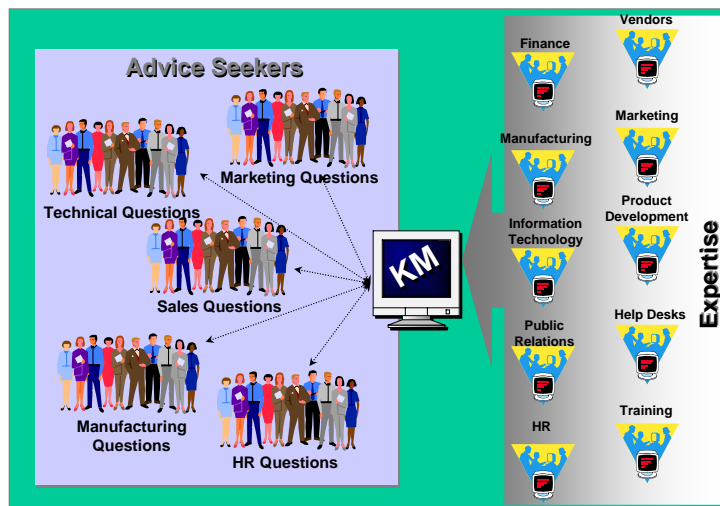 Advice Seekers
Marketing Questions
Technical Questions
Sales Questions
Manufacturing
Questions
HR Questions
KM
Finance
Vendors
Manufacturing
Marketing
Information
Technology
Product
Development
Public
Relations
Help Desks
HR
Training
Expertise